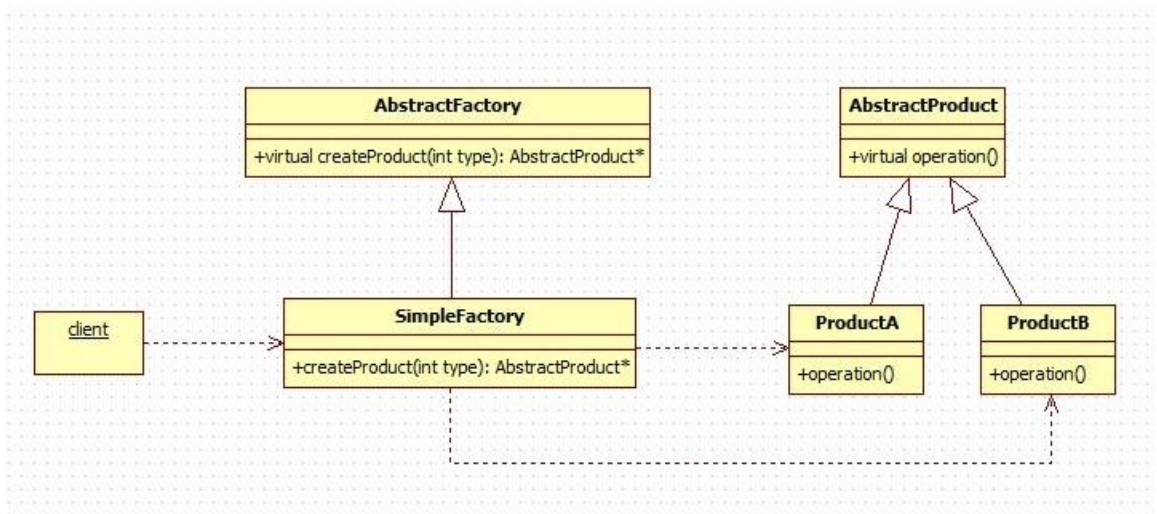 AbstractFactory
+virtual createProduct(int type): AbstractProduct*
AbstractProduct
+virtual operation()
client
SimpleFactory
+createProduct(int type): AbstractProduct*
ProductA
+operation()
ProductB
+operation()